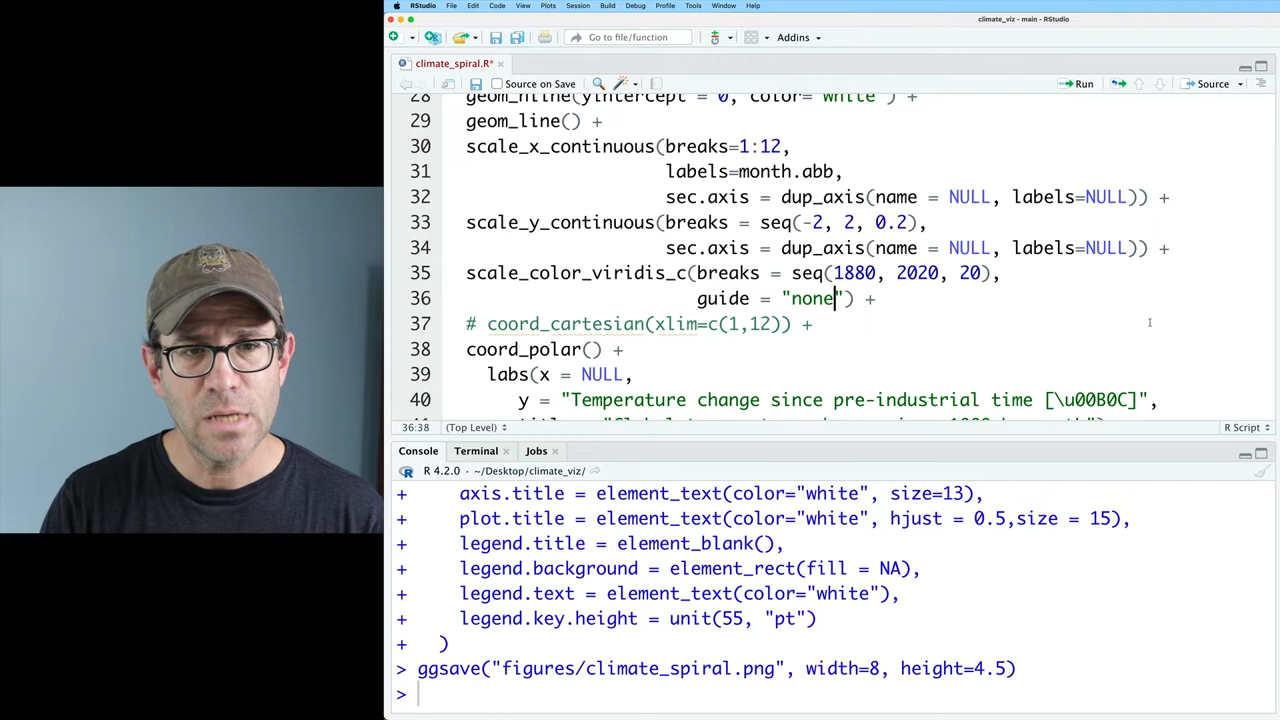 RStudio File Edit Code View Plots Session Build Debug Profile Tools Window Help
climate_viz - main - RStudio
Go to file/function Addins
climate_spiral.R*
Source on Save Run Source
28 geom_hline(yintercept = 0, color="white") +
29 geom_line() +
30 scale_x_continuous(breaks=1:12,
31 labels=month.abb,
32 sec.axis = dup_axis(name = NULL, labels=NULL)) +
33 scale_y_continuous(breaks = seq(-2, 2, 0.2),
34 sec.axis = dup_axis(name = NULL, labels=NULL)) +
35 scale_color_viridis_c(breaks = seq(1880, 2020, 20),
36 guide = "none") +
37 # coord_cartesian(xlim=c(1,12)) +
38 coord_polar() +
39 labs(x = NULL,
40 y = "Temperature change since pre-industrial time [\u00B0C]",
36:38 (Top Level) R Script
Console Terminal Jobs
R 4.2.0 · ~/Desktop/climate_viz/
+ axis.title = element_text(color="white", size=13),
+ plot.title = element_text(color="white", hjust = 0.5,size = 15),
+ legend.title = element_blank(),
+ legend.background = element_rect(fill = NA),
+ legend.text = element_text(color="white"),
+ legend.key.height = unit(55, "pt")
+ )
> ggsave("figures/climate_spiral.png", width=8, height=4.5)
>